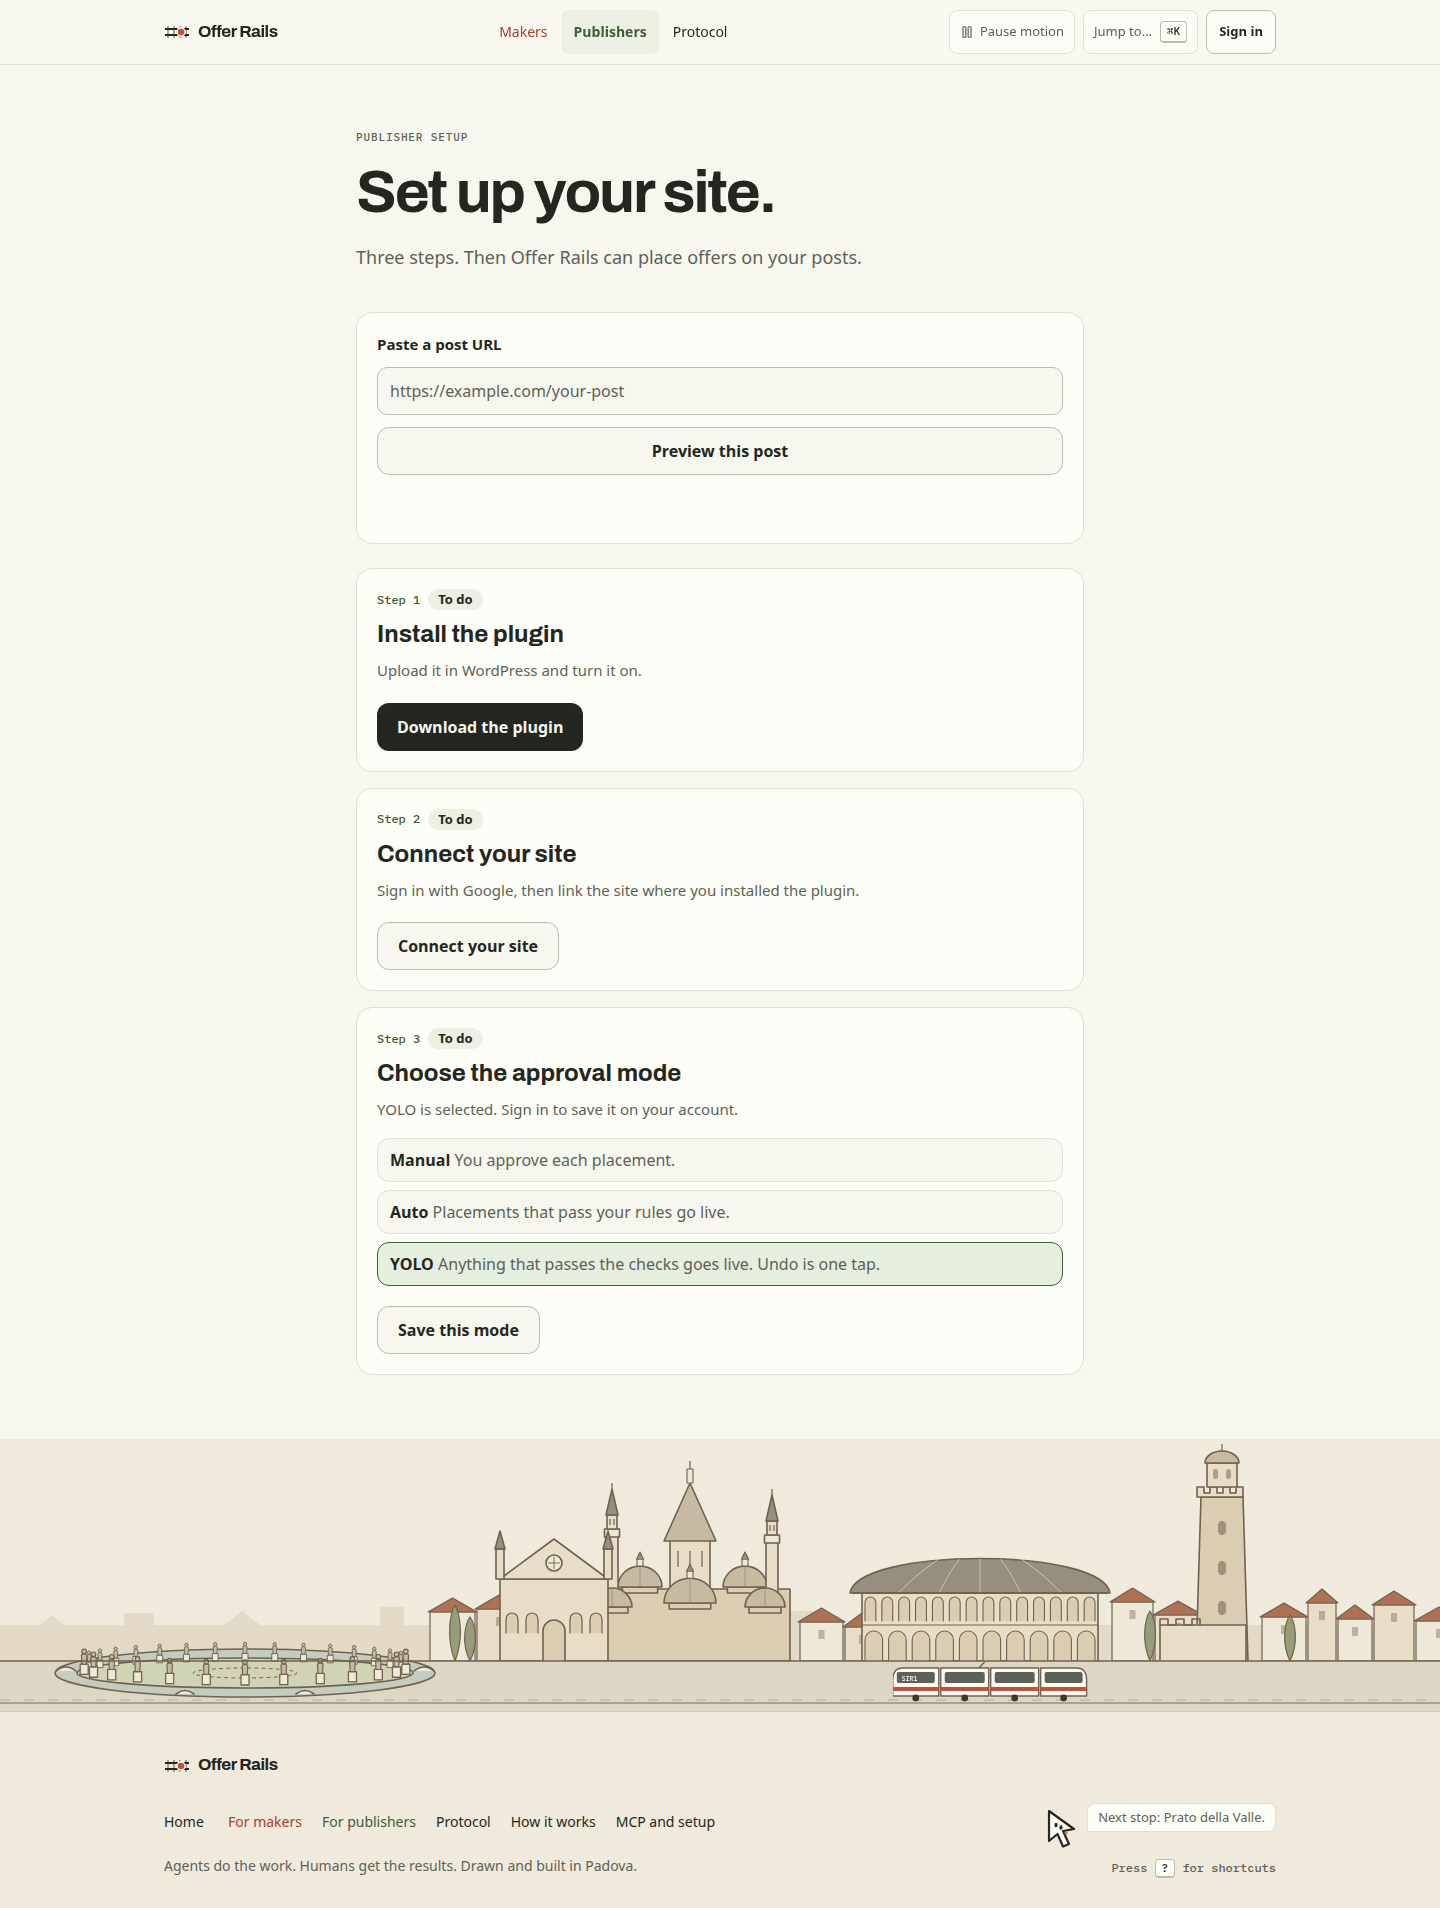 Offer Rails
Makers
Publishers
Protocol
Pause motion
Jump to... ⌘K
Sign in
PUBLISHER SETUP
Set up your site.
Three steps. Then Offer Rails can place offers on your posts.
Paste a post URL
https://example.com/your-post
Preview this post
Step 1 To do
Install the plugin
Upload it in WordPress and turn it on.
Download the plugin
Step 2 To do
Connect your site
Sign in with Google, then link the site where you installed the plugin.
Connect your site
Step 3 To do
Choose the approval mode
YOLO is selected. Sign in to save it on your account.
Manual You approve each placement.
Auto Placements that pass your rules go live.
YOLO Anything that passes the checks goes live. Undo is one tap.
Save this mode
SIR1
Offer Rails
Home For makers For publishers Protocol How it works MCP and setup
Next stop: Prato della Valle.
Agents do the work. Humans get the results. Drawn and built in Padova.
Press ? for shortcuts